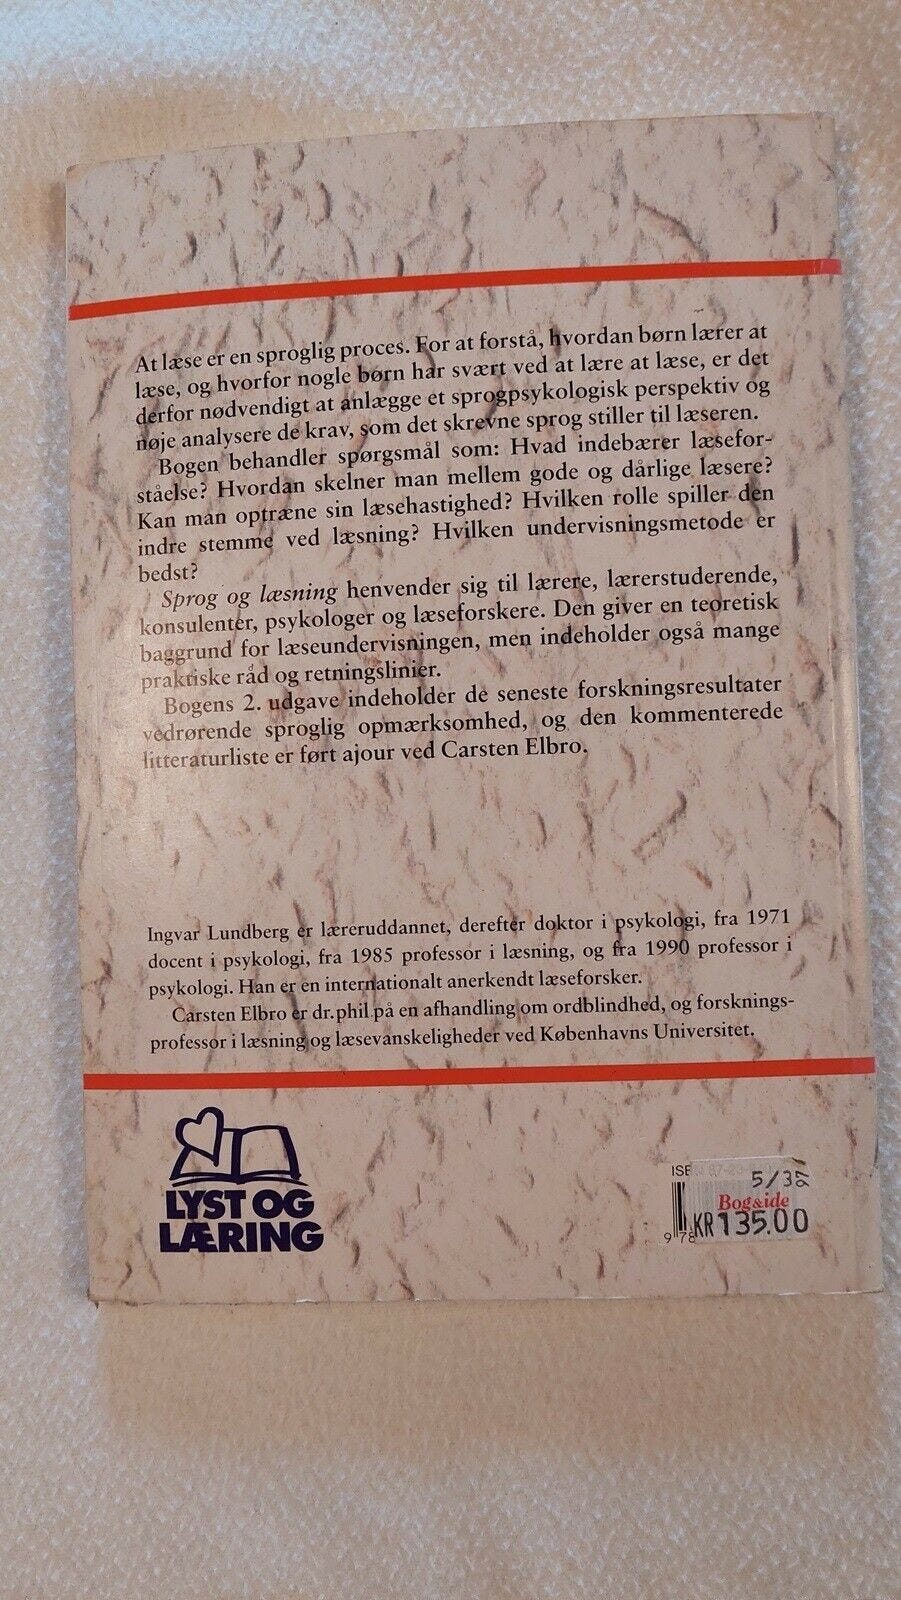 At læse er en sproglig proces. For at forstå, hvordan børn lærer at
læse, og hvorfor nogle børn har svært ved at lære at læse, er det
derfor nødvendigt at anlægge et sprogpsykologisk perspektiv og
nøje analysere de krav, som det skrevne sprog stiller til læseren.
Bogen behandler spørgsmål som: Hvad indebærer læsefor-
ståelse? Hvordan skelner man mellem gode og dårlige læsere?
Kan man optræne sin læsehastighed? Hvilken rolle spiller den
indre stemme ved læsning? Hvilken undervisningsmetode er
bedst?
Sprog og læsning henvender sig til lærere, lærerstuderende,
konsulenter, psykologer og læseforskere. Den giver en teoretisk
baggrund for læseundervisningen, men indeholder også mange
praktiske råd og retningslinier.
Bogens 2. udgave indeholder de seneste forskningsresultater
vedrørende sproglig opmærksomhed, og den kommenterede
litteraturliste er ført ajour ved Carsten Elbro.
Ingvar Lundberg er læreruddannet, derefter doktor i psykologi, fra 1971
docent i psykologi, fra 1985 professor i læsning, og fra 1990 professor i
psykologi. Han er en internationalt anerkendt læseforsker.
Carsten Elbro er dr.phil på en afhandling om ordblindhed, og forsknings-
professor i læsning og læsevanskeligheder ved Københavns Universitet.
LYST OG
LÆRING
5/3
Bog&ide
KR 135.00
9 78